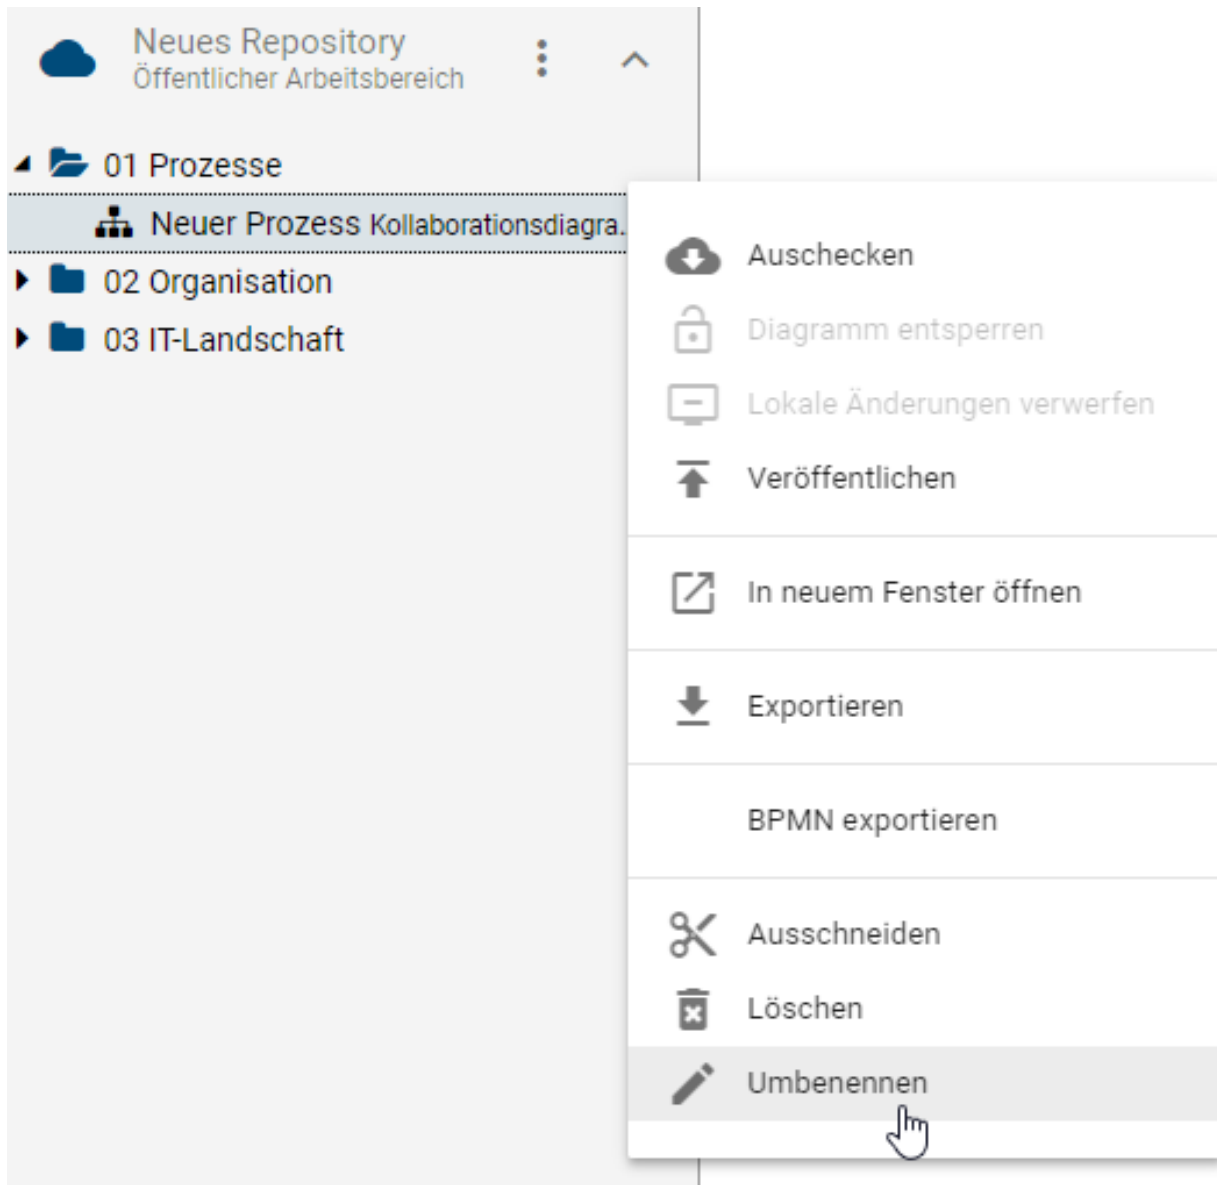 Neues Repository
Öffentlicher Arbeitsbereich
01 Prozesse
Neuer Prozess Kollaborationsdiagra..
02 Organisation
03 IT-Landschaft
Auschecken
Diagramm entsperren
Lokale Änderungen verwerfen
Veröffentlichen
In neuem Fenster öffnen
Exportieren
BPMN exportieren
Ausschneiden
Löschen
Umbenennen